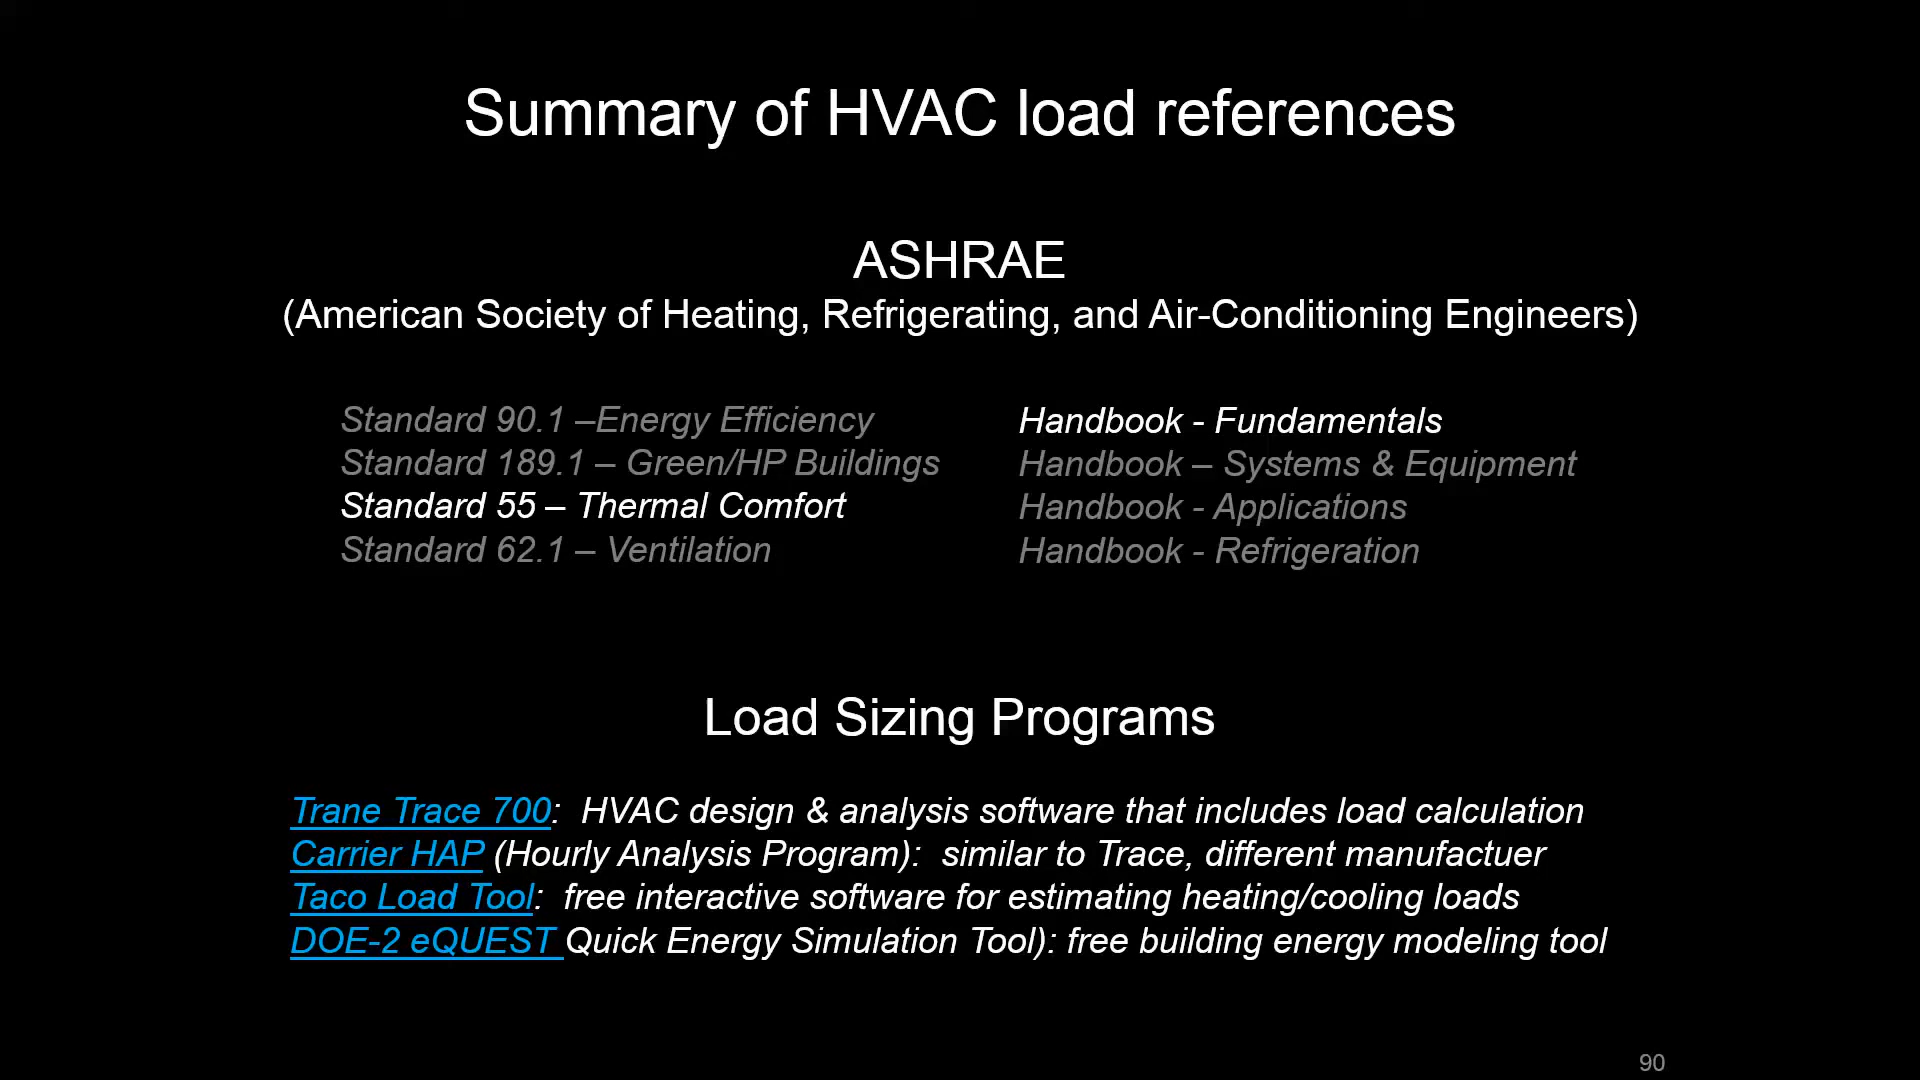 Summary of HVAC load references
ASHRAE
(American Society of Heating, Refrigerating, and Air-Conditioning Engineers)
Standard 90.1 –Energy Efficiency
Standard 189.1 – Green/HP Buildings
Standard 55 – Thermal Comfort
Standard 62.1 – Ventilation
Handbook - Fundamentals
Handbook – Systems & Equipment
Handbook - Applications
Handbook - Refrigeration
Load Sizing Programs
Trane Trace 700:  HVAC design & analysis software that includes load calculation
Carrier HAP (Hourly Analysis Program):  similar to Trace, different manufactuer
Taco Load Tool:  free interactive software for estimating heating/cooling loads
DOE-2 eQUEST Quick Energy Simulation Tool): free building energy modeling tool
90